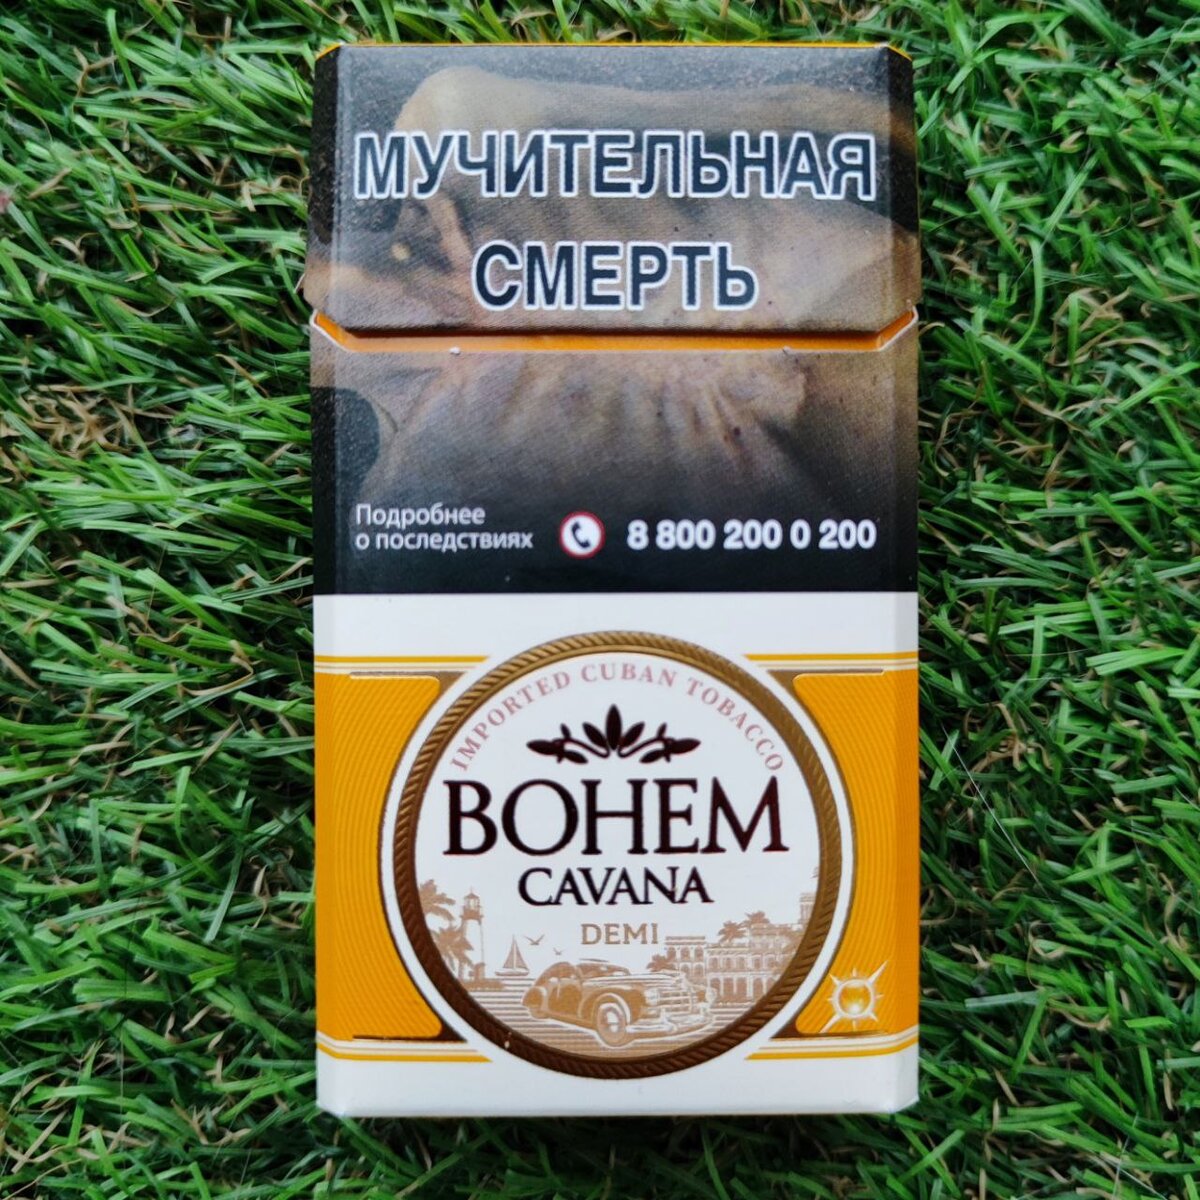 МУЧИТЕЛЬНАЯ
СМЕРТЬ
Подробнее
о последствиях
8 800 200 0 200
IMPORTED CUBAN TOBACCO
BOHEM
CAVANA
DEMI